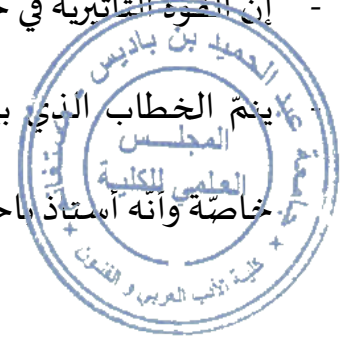 - إن القوة التأثيرية في
- ينمّ الخطاب الذي
خاصّة وأنّه أستاذ
جامعة عبد الحميد بن باديس
المجلس
العلمي للكلية
كلية الأدب العربي و الفنون